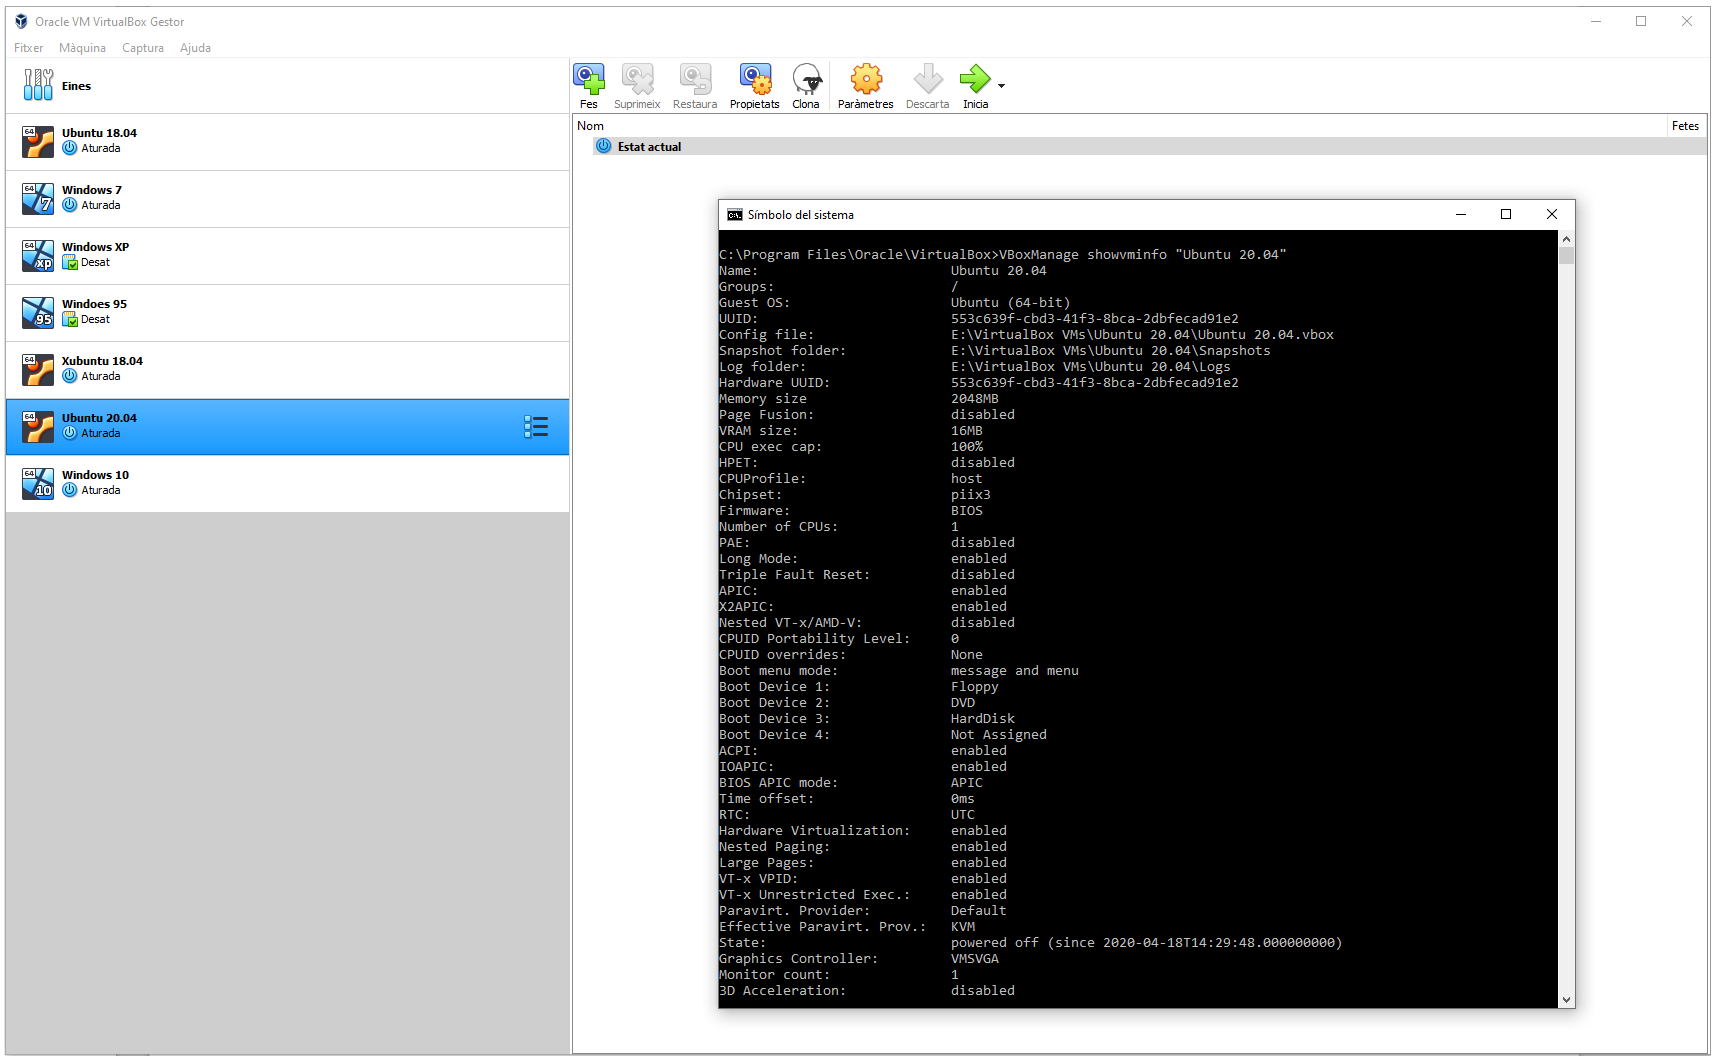 Oracle VM VirtualBox Gestor
Fitxer Màquina Captura Ajuda
Eines
Fes Suprimeix Restaura Propietats Clona Paràmetres Descarta Inicia
Nom Fetes
Estat actual
64 Ubuntu 18.04
Aturada
64 7 Windows 7
Aturada
64 xp Windows XP
Desat
95 Windoes 95
Desat
64 Xubuntu 18.04
Aturada
64 Ubuntu 20.04
Aturada
64 10 Windows 10
Aturada
C:\. Símbolo del sistema
C:\Program Files\Oracle\VirtualBox>VBoxManage showvminfo "Ubuntu 20.04"
Name: Ubuntu 20.04
Groups: /
Guest OS: Ubuntu (64-bit)
UUID: 553c639f-cbd3-41f3-8bca-2dbfecad91e2
Config file: E:\VirtualBox VMs\Ubuntu 20.04\Ubuntu 20.04.vbox
Snapshot folder: E:\VirtualBox VMs\Ubuntu 20.04\Snapshots
Log folder: E:\VirtualBox VMs\Ubuntu 20.04\Logs
Hardware UUID: 553c639f-cbd3-41f3-8bca-2dbfecad91e2
Memory size 2048MB
Page Fusion: disabled
VRAM size: 16MB
CPU exec cap: 100%
HPET: disabled
CPUProfile: host
Chipset: piix3
Firmware: BIOS
Number of CPUs: 1
PAE: disabled
Long Mode: enabled
Triple Fault Reset: disabled
APIC: enabled
X2APIC: enabled
Nested VT-x/AMD-V: disabled
CPUID Portability Level: 0
CPUID overrides: None
Boot menu mode: message and menu
Boot Device 1: Floppy
Boot Device 2: DVD
Boot Device 3: HardDisk
Boot Device 4: Not Assigned
ACPI: enabled
IOAPIC: enabled
BIOS APIC mode: APIC
Time offset: 0ms
RTC: UTC
Hardware Virtualization: enabled
Nested Paging: enabled
Large Pages: enabled
VT-x VPID: enabled
VT-x Unrestricted Exec.: enabled
Paravirt. Provider: Default
Effective Paravirt. Prov.: KVM
State: powered off (since 2020-04-18T14:29:48.000000000)
Graphics Controller: VMSVGA
Monitor count: 1
3D Acceleration: disabled